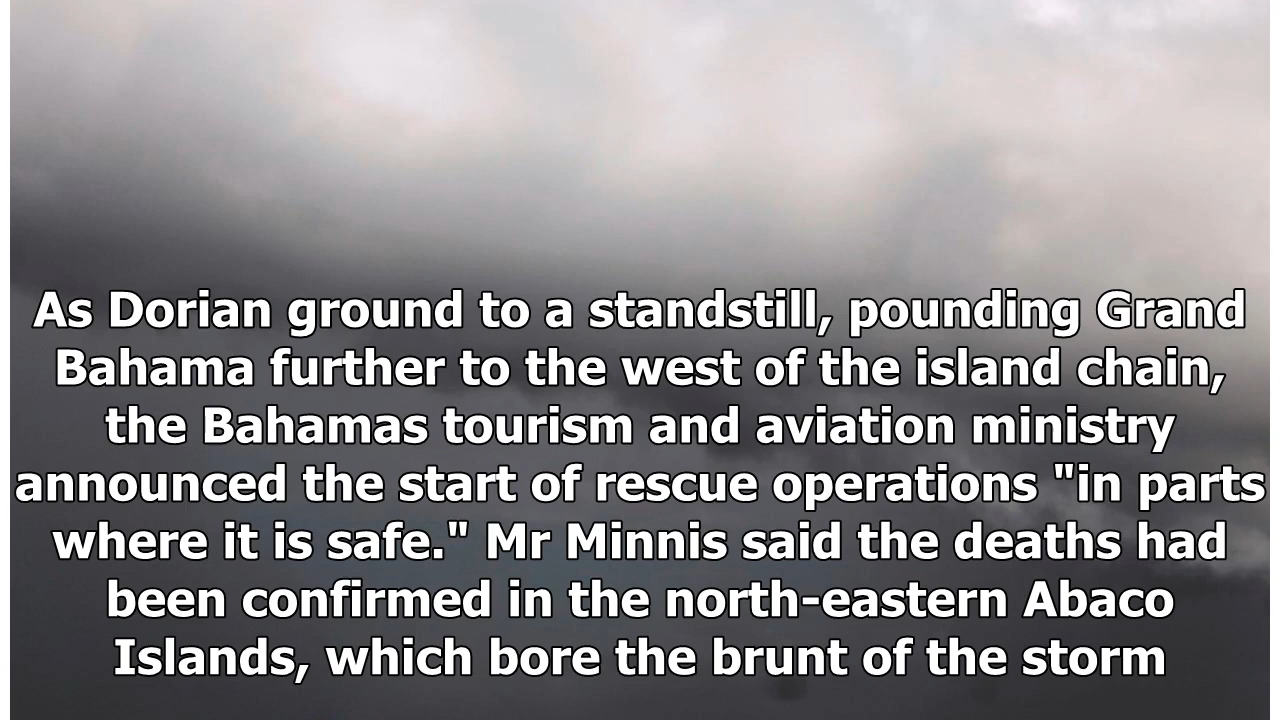 As Dorian ground to a standstill, pounding Grand
Bahama further to the west of the island chain,
the Bahamas tourism and aviation ministry
announced the start of rescue operations "in parts
where it is safe." Mr Minnis said the deaths had
been confirmed in the north-eastern Abaco
Islands, which bore the brunt of the storm